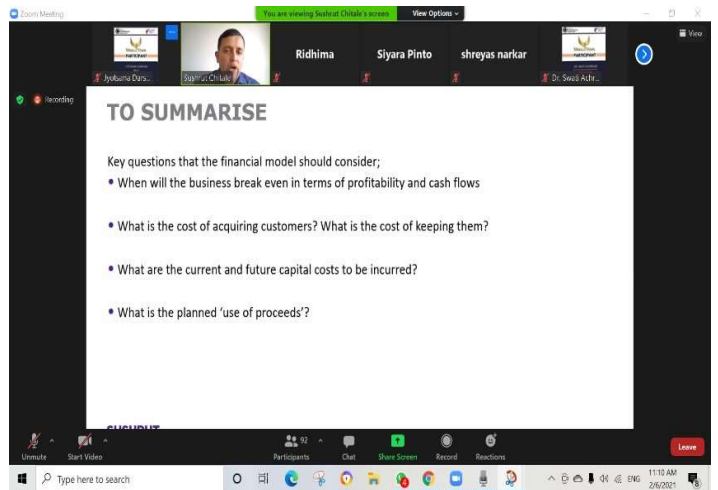 Zoom Meeting
You are viewing Sushrut Chitale's screen View Options
View
Ridhima
Siyara Pinto
shreyas narkar
PARTICIPANT
Jyotsana Dars...
Sushrut Chitale
Dr. Swati Achr...
Recording
TO SUMMARISE
Key questions that the financial model should consider;
• When will the business break even in terms of profitability and cash flows
• What is the cost of acquiring customers? What is the cost of keeping them?
• What are the current and future capital costs to be incurred?
• What is the planned 'use of proceeds'?
SUSHRUT
92
Unmute
Start Video
Participants
Chat
Share Screen
Record
Reactions
Leave
Type here to search
ENG
11:10 AM
2/6/2021